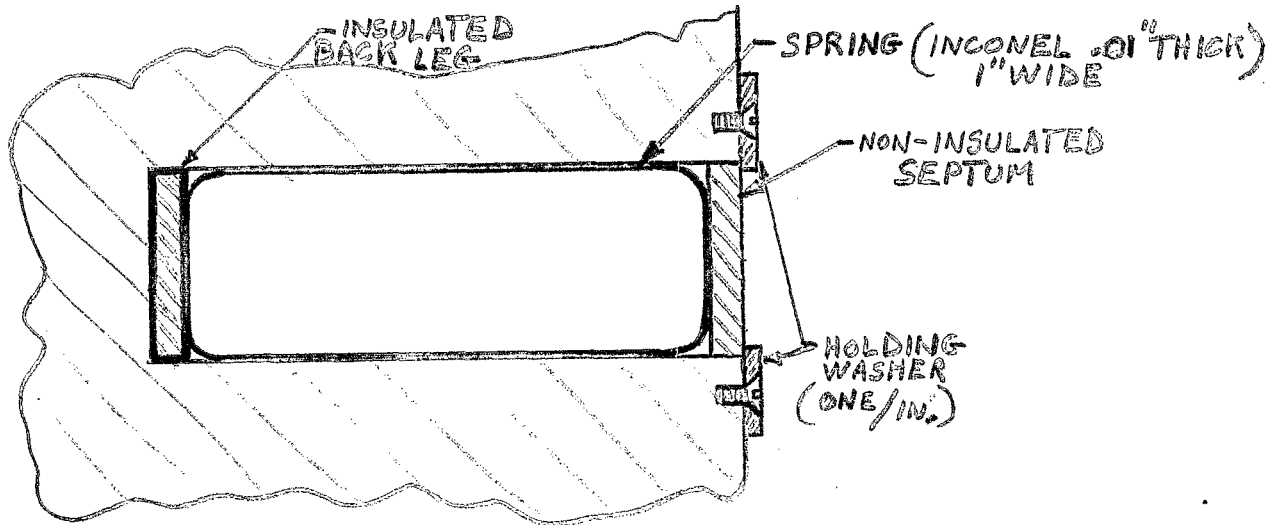 INSULATED
BACK LEG
SPRING (INCONEL .01" THICK)
1" WIDE
NON-INSULATED
SEPTUM
HOLDING
WASHER
(ONE/IN.)